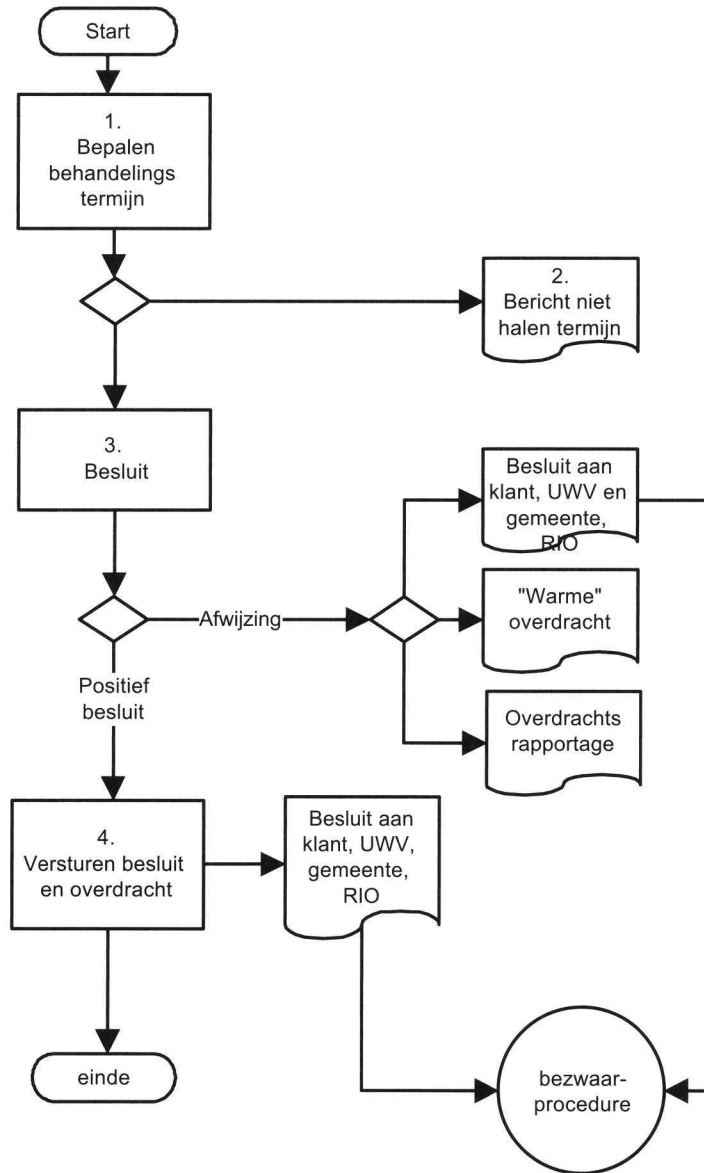 Start
1.
Bepalen
behandelings
termijn
2.
Bericht niet
halen termijn
3.
Besluit
Besluit aan
klant, UWV en
gemeente,
RIO
Afwijzing
"Warme"
overdracht
Positief
besluit
Overdrachts
rapportage
4.
Versturen besluit
en overdracht
Besluit aan
klant, UWV,
gemeente,
RIO
einde
bezwaar-
procedure